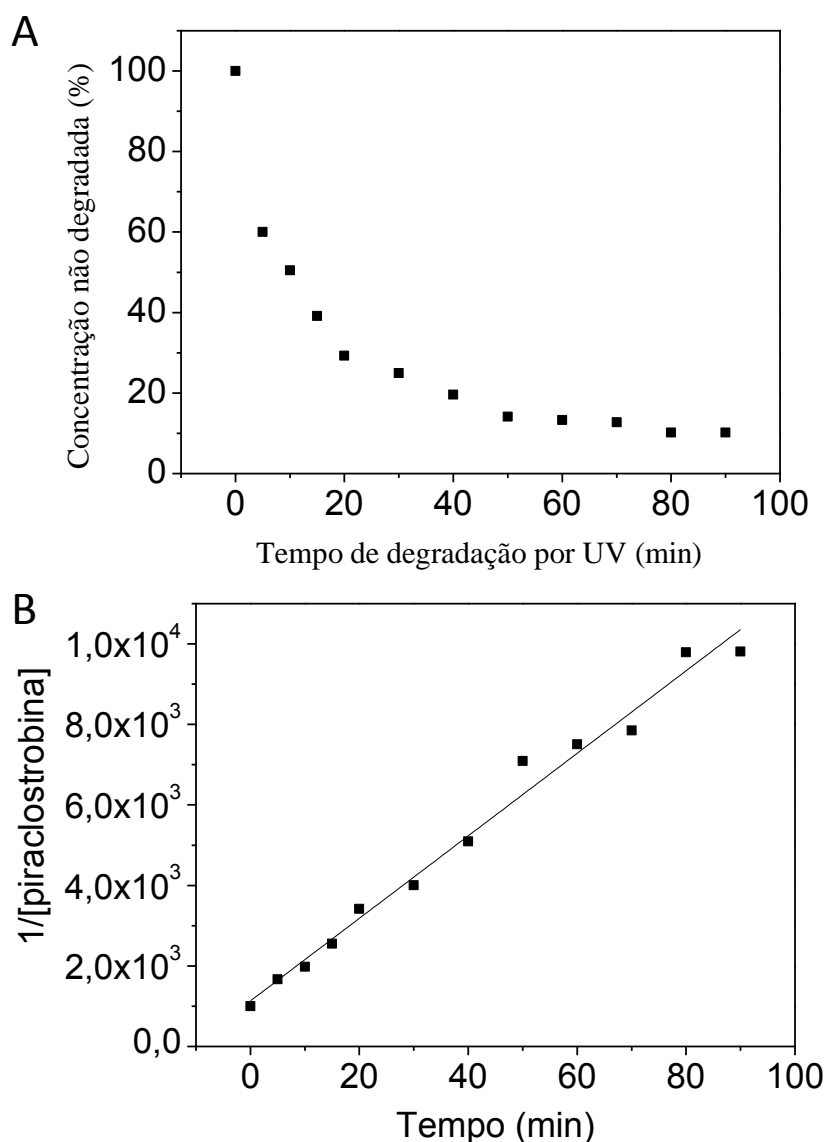 A
Concentração não degradada (%)
100
80
60
40
20
0
0 20 40 60 80 100
Tempo de degradação por UV (min)
B
1/[piraclostrobina]
1,0x10⁴
8,0x10³
6,0x10³
4,0x10³
2,0x10³
0,0
0 20 40 60 80 100
Tempo (min)